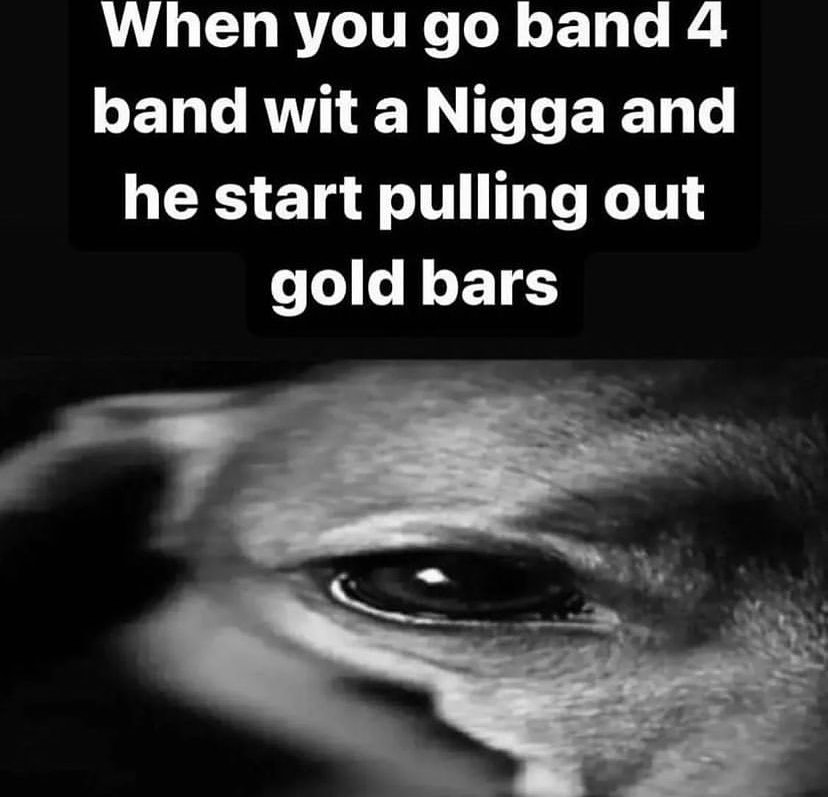 When you go band 4
band wit a Nigga and
he start pulling out
gold bars